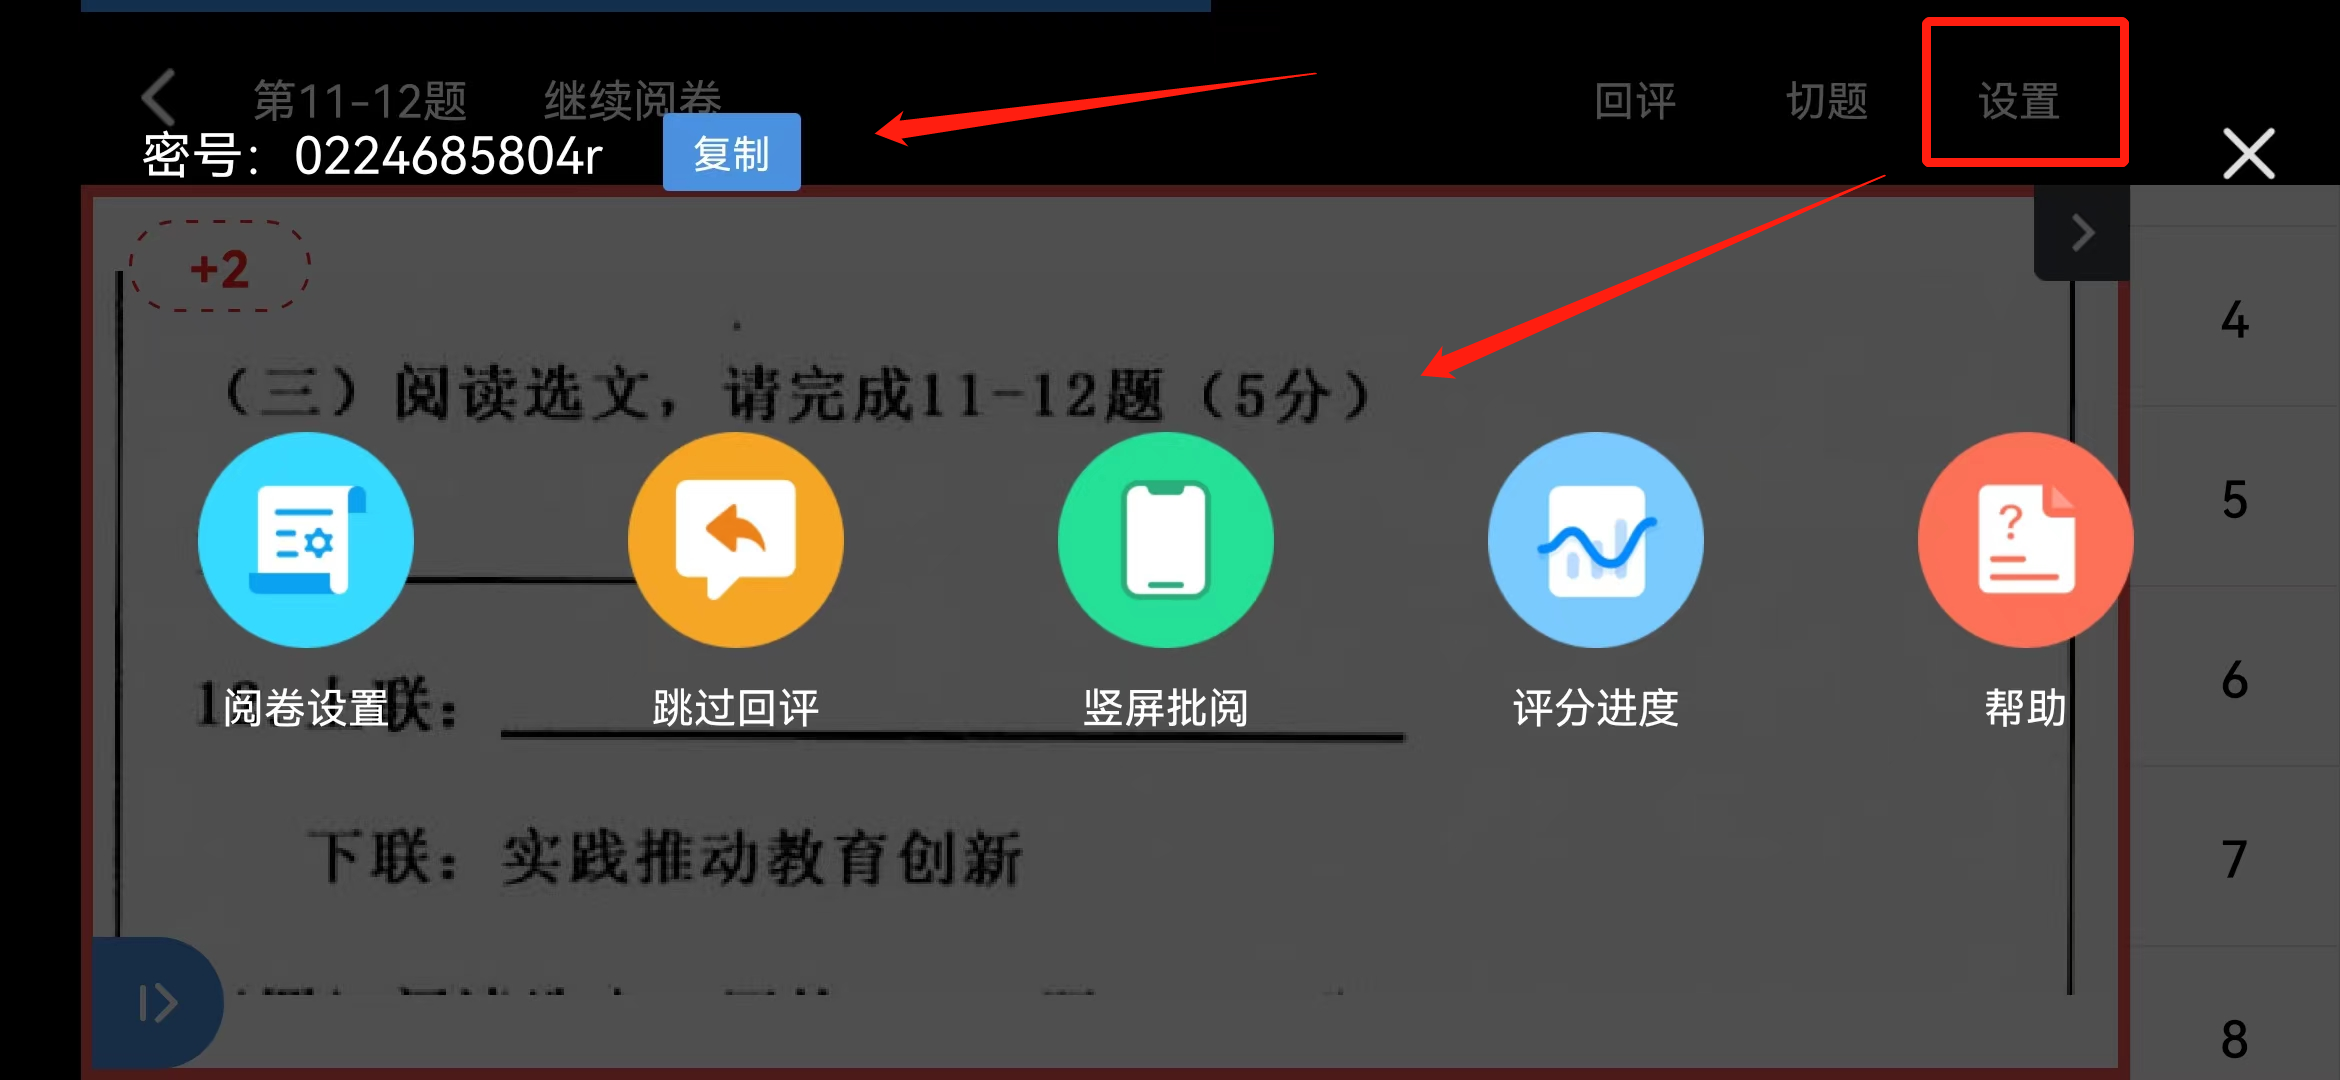 第11-12题 继续阅卷 回评 切题 设置
密号：0224685804r 复制
+2
（三）阅读选文，请完成11-12题（5分）
4
5
阅卷设置 跳过回评 竖屏批阅 评分进度 帮助
上联：
6
下联：实践推动教育创新
7
8